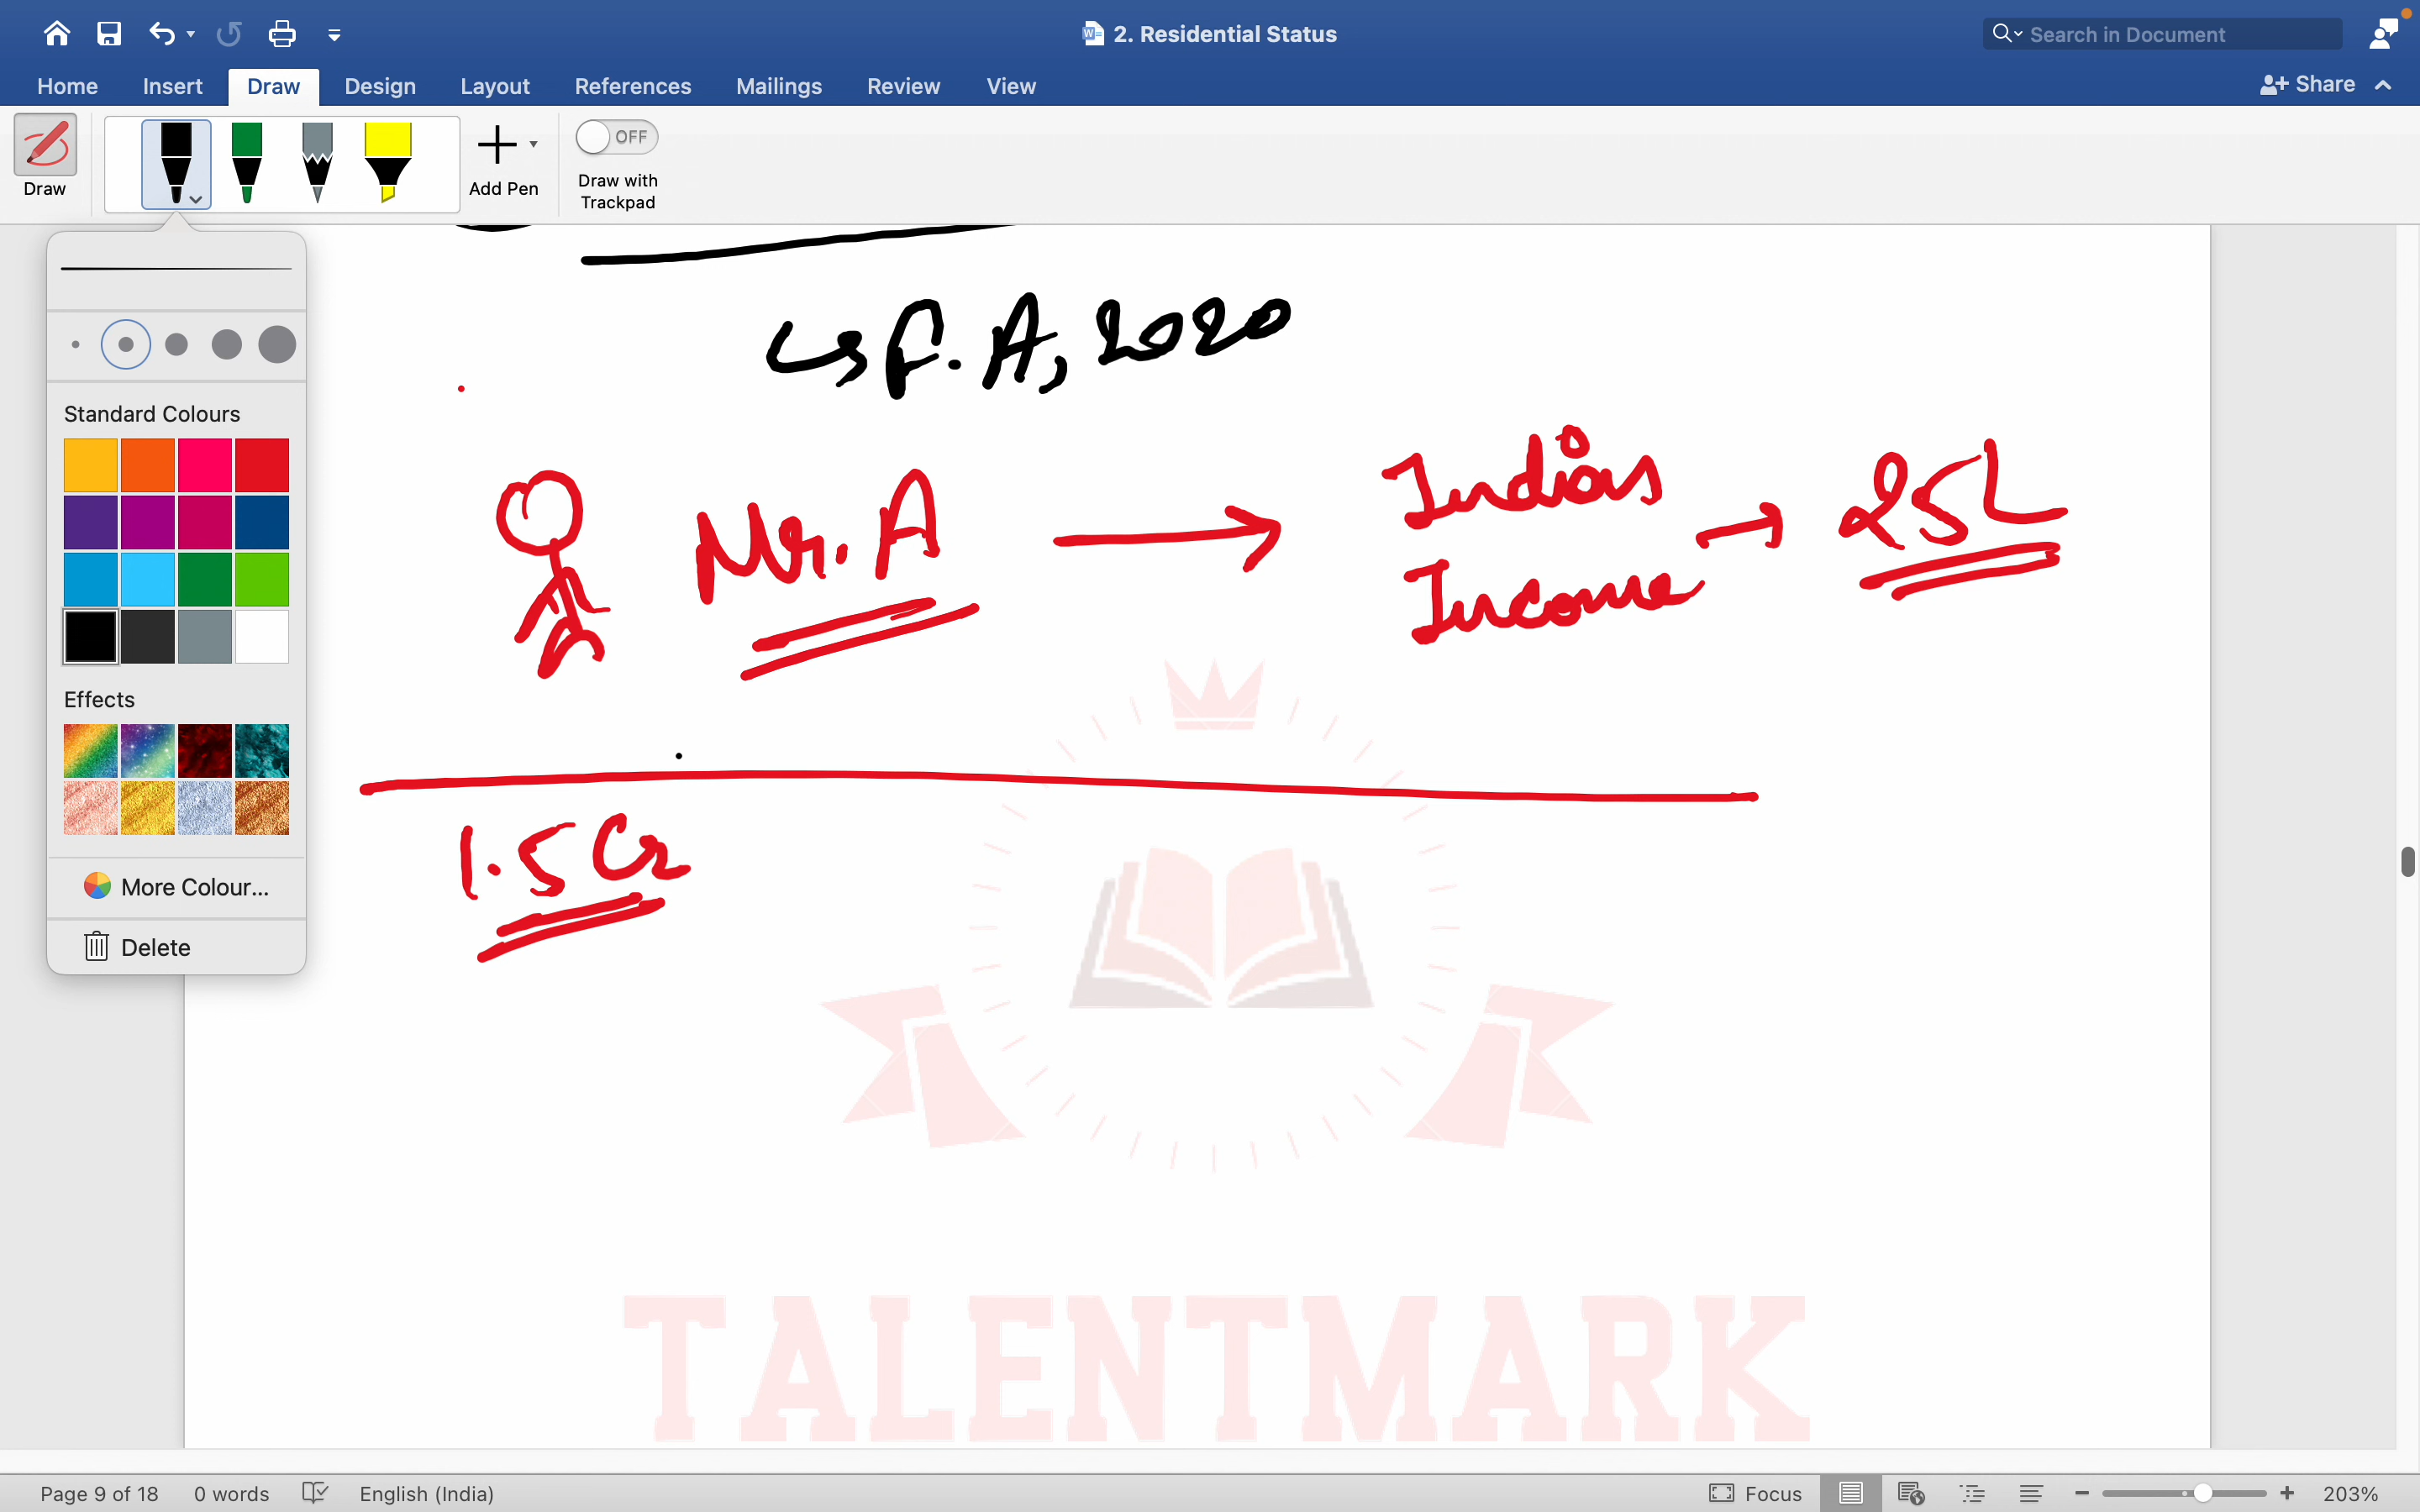 2. Residential Status
Search in Document
Home Insert Draw Design Layout References Mailings Review View Share
OFF
Draw Add Pen Draw with Trackpad
Standard Colours
Effects
More Colour...
Delete
↳ F.A, 2020
Mr. A → Indian Income → 25L
1.5 Cr
TALENTMARK
Page 9 of 18 0 words English (India) Focus 203%